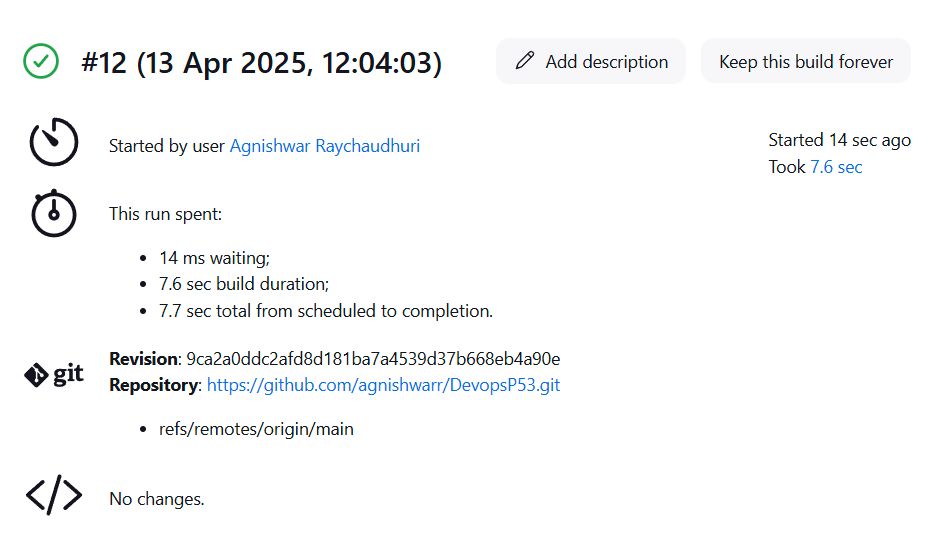 #12 (13 Apr 2025, 12:04:03)
Add description
Keep this build forever
Started by user Agnishwar Raychaudhuri
Started 14 sec ago
Took 7.6 sec
This run spent:
• 14 ms waiting;
• 7.6 sec build duration;
• 7.7 sec total from scheduled to completion.
git
Revision: 9ca2a0ddc2afd8d181ba7a4539d37b668eb4a90e
Repository: https://github.com/agnishwarr/DevopsP53.git
• refs/remotes/origin/main
</> No changes.